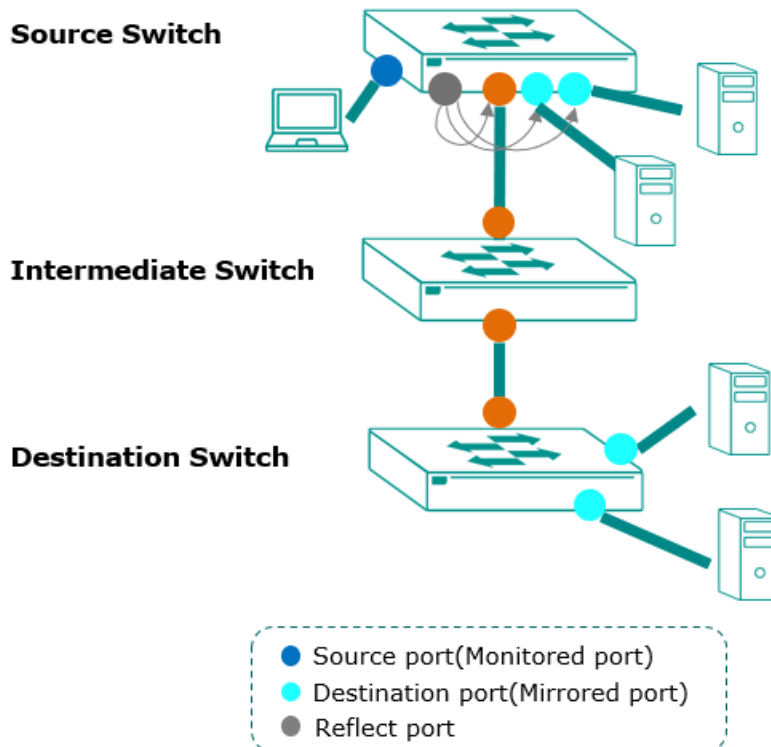 Source Switch
Intermediate Switch
Destination Switch
Source port(Monitored port)
Destination port(Mirrored port)
Reflect port